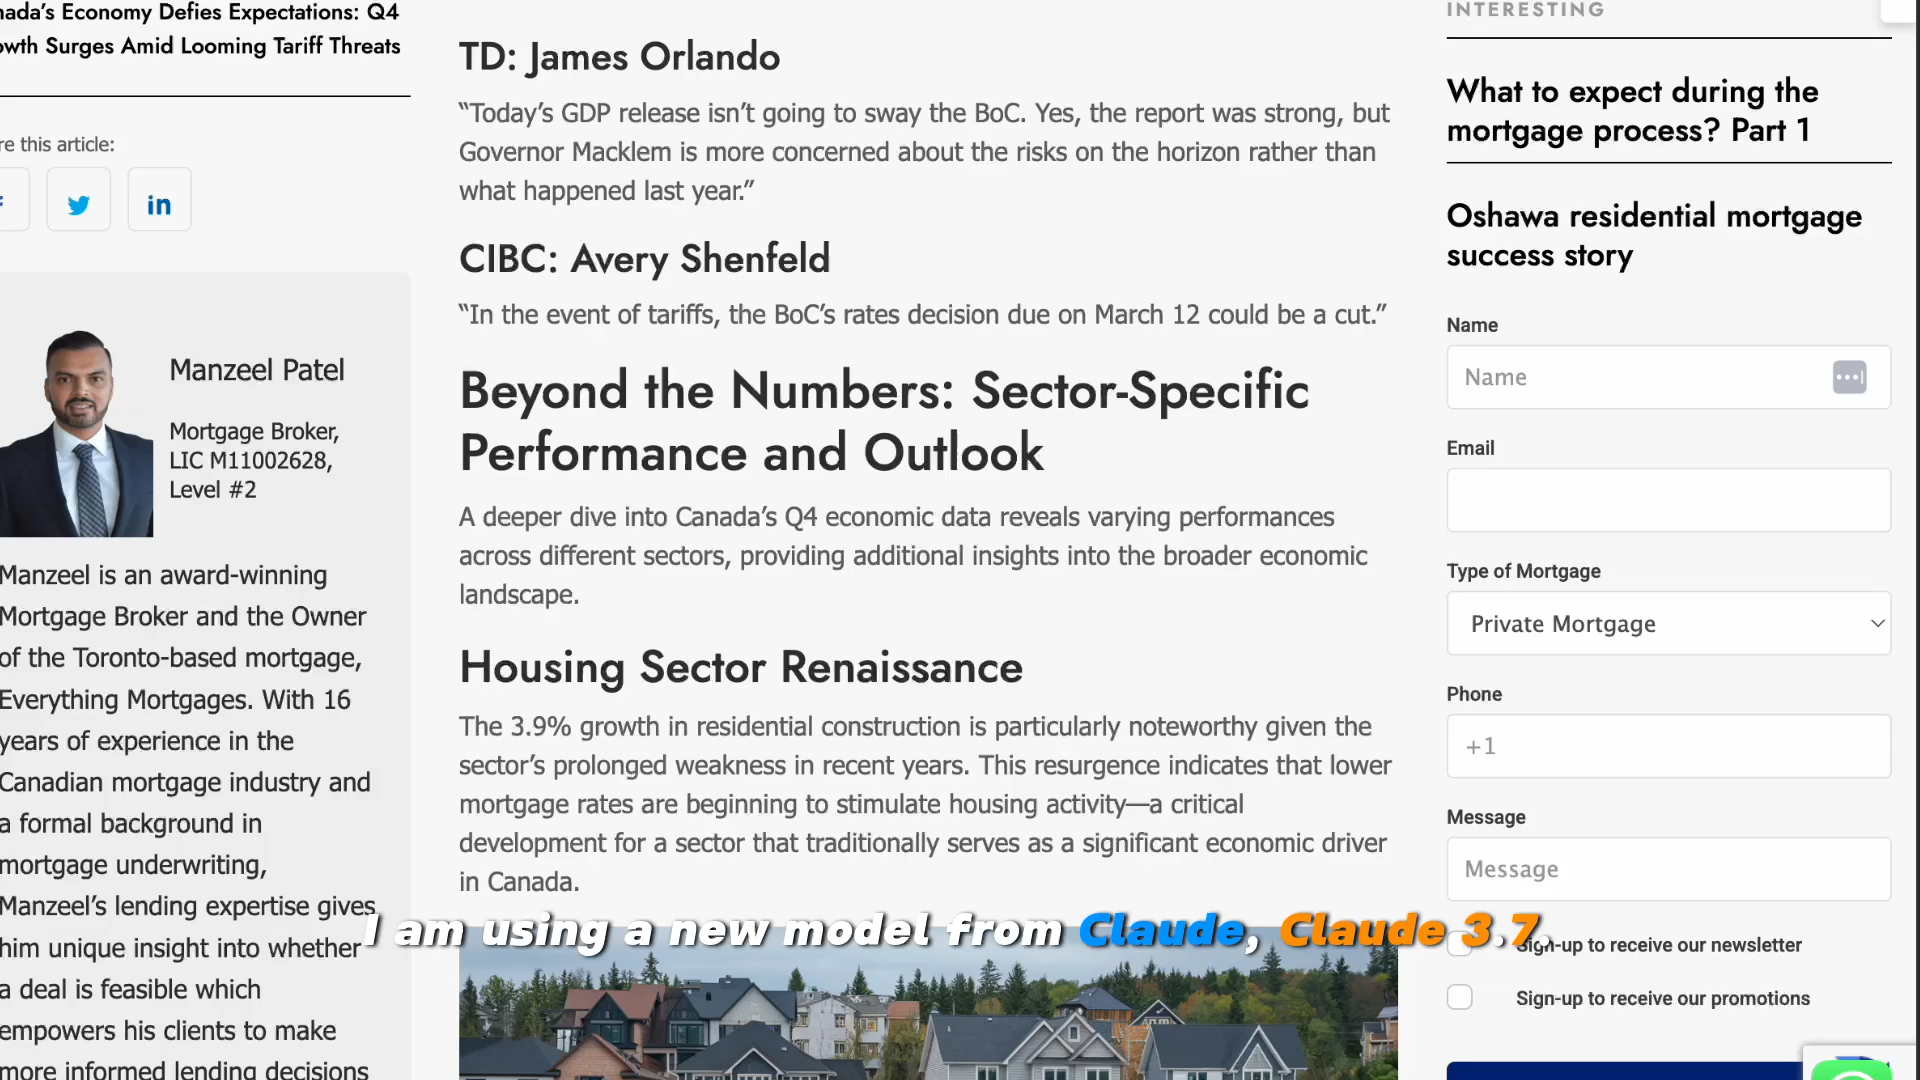 nada’s Economy Defies Expectations: Q4
owth Surges Amid Looming Tariff Threats
re this article:
Manzeel Patel
Mortgage Broker,
LIC M11002628,
Level #2
Manzeel is an award-winning
Mortgage Broker and the Owner
of the Toronto-based mortgage,
Everything Mortgages. With 16
years of experience in the
Canadian mortgage industry and
a formal background in
mortgage underwriting,
Manzeel’s lending expertise gives
him unique insight into whether
a deal is feasible which
empowers his clients to make
more informed lending decisions
TD: James Orlando
“Today’s GDP release isn’t going to sway the BoC. Yes, the report was strong, but
Governor Macklem is more concerned about the risks on the horizon rather than
what happened last year.”
CIBC: Avery Shenfeld
“In the event of tariffs, the BoC’s rates decision due on March 12 could be a cut.”
Beyond the Numbers: Sector-Specific
Performance and Outlook
A deeper dive into Canada’s Q4 economic data reveals varying performances
across different sectors, providing additional insights into the broader economic
landscape.
Housing Sector Renaissance
The 3.9% growth in residential construction is particularly noteworthy given the
sector’s prolonged weakness in recent years. This resurgence indicates that lower
mortgage rates are beginning to stimulate housing activity—a critical
development for a sector that traditionally serves as a significant economic driver
in Canada.
I am using a new model from Claude, Claude 3.7.
INTERESTING
What to expect during the
mortgage process? Part 1
Oshawa residential mortgage
success story
Name
Name
Email
Type of Mortgage
Private Mortgage
Phone
+1
Message
Message
Sign-up to receive our newsletter
Sign-up to receive our promotions